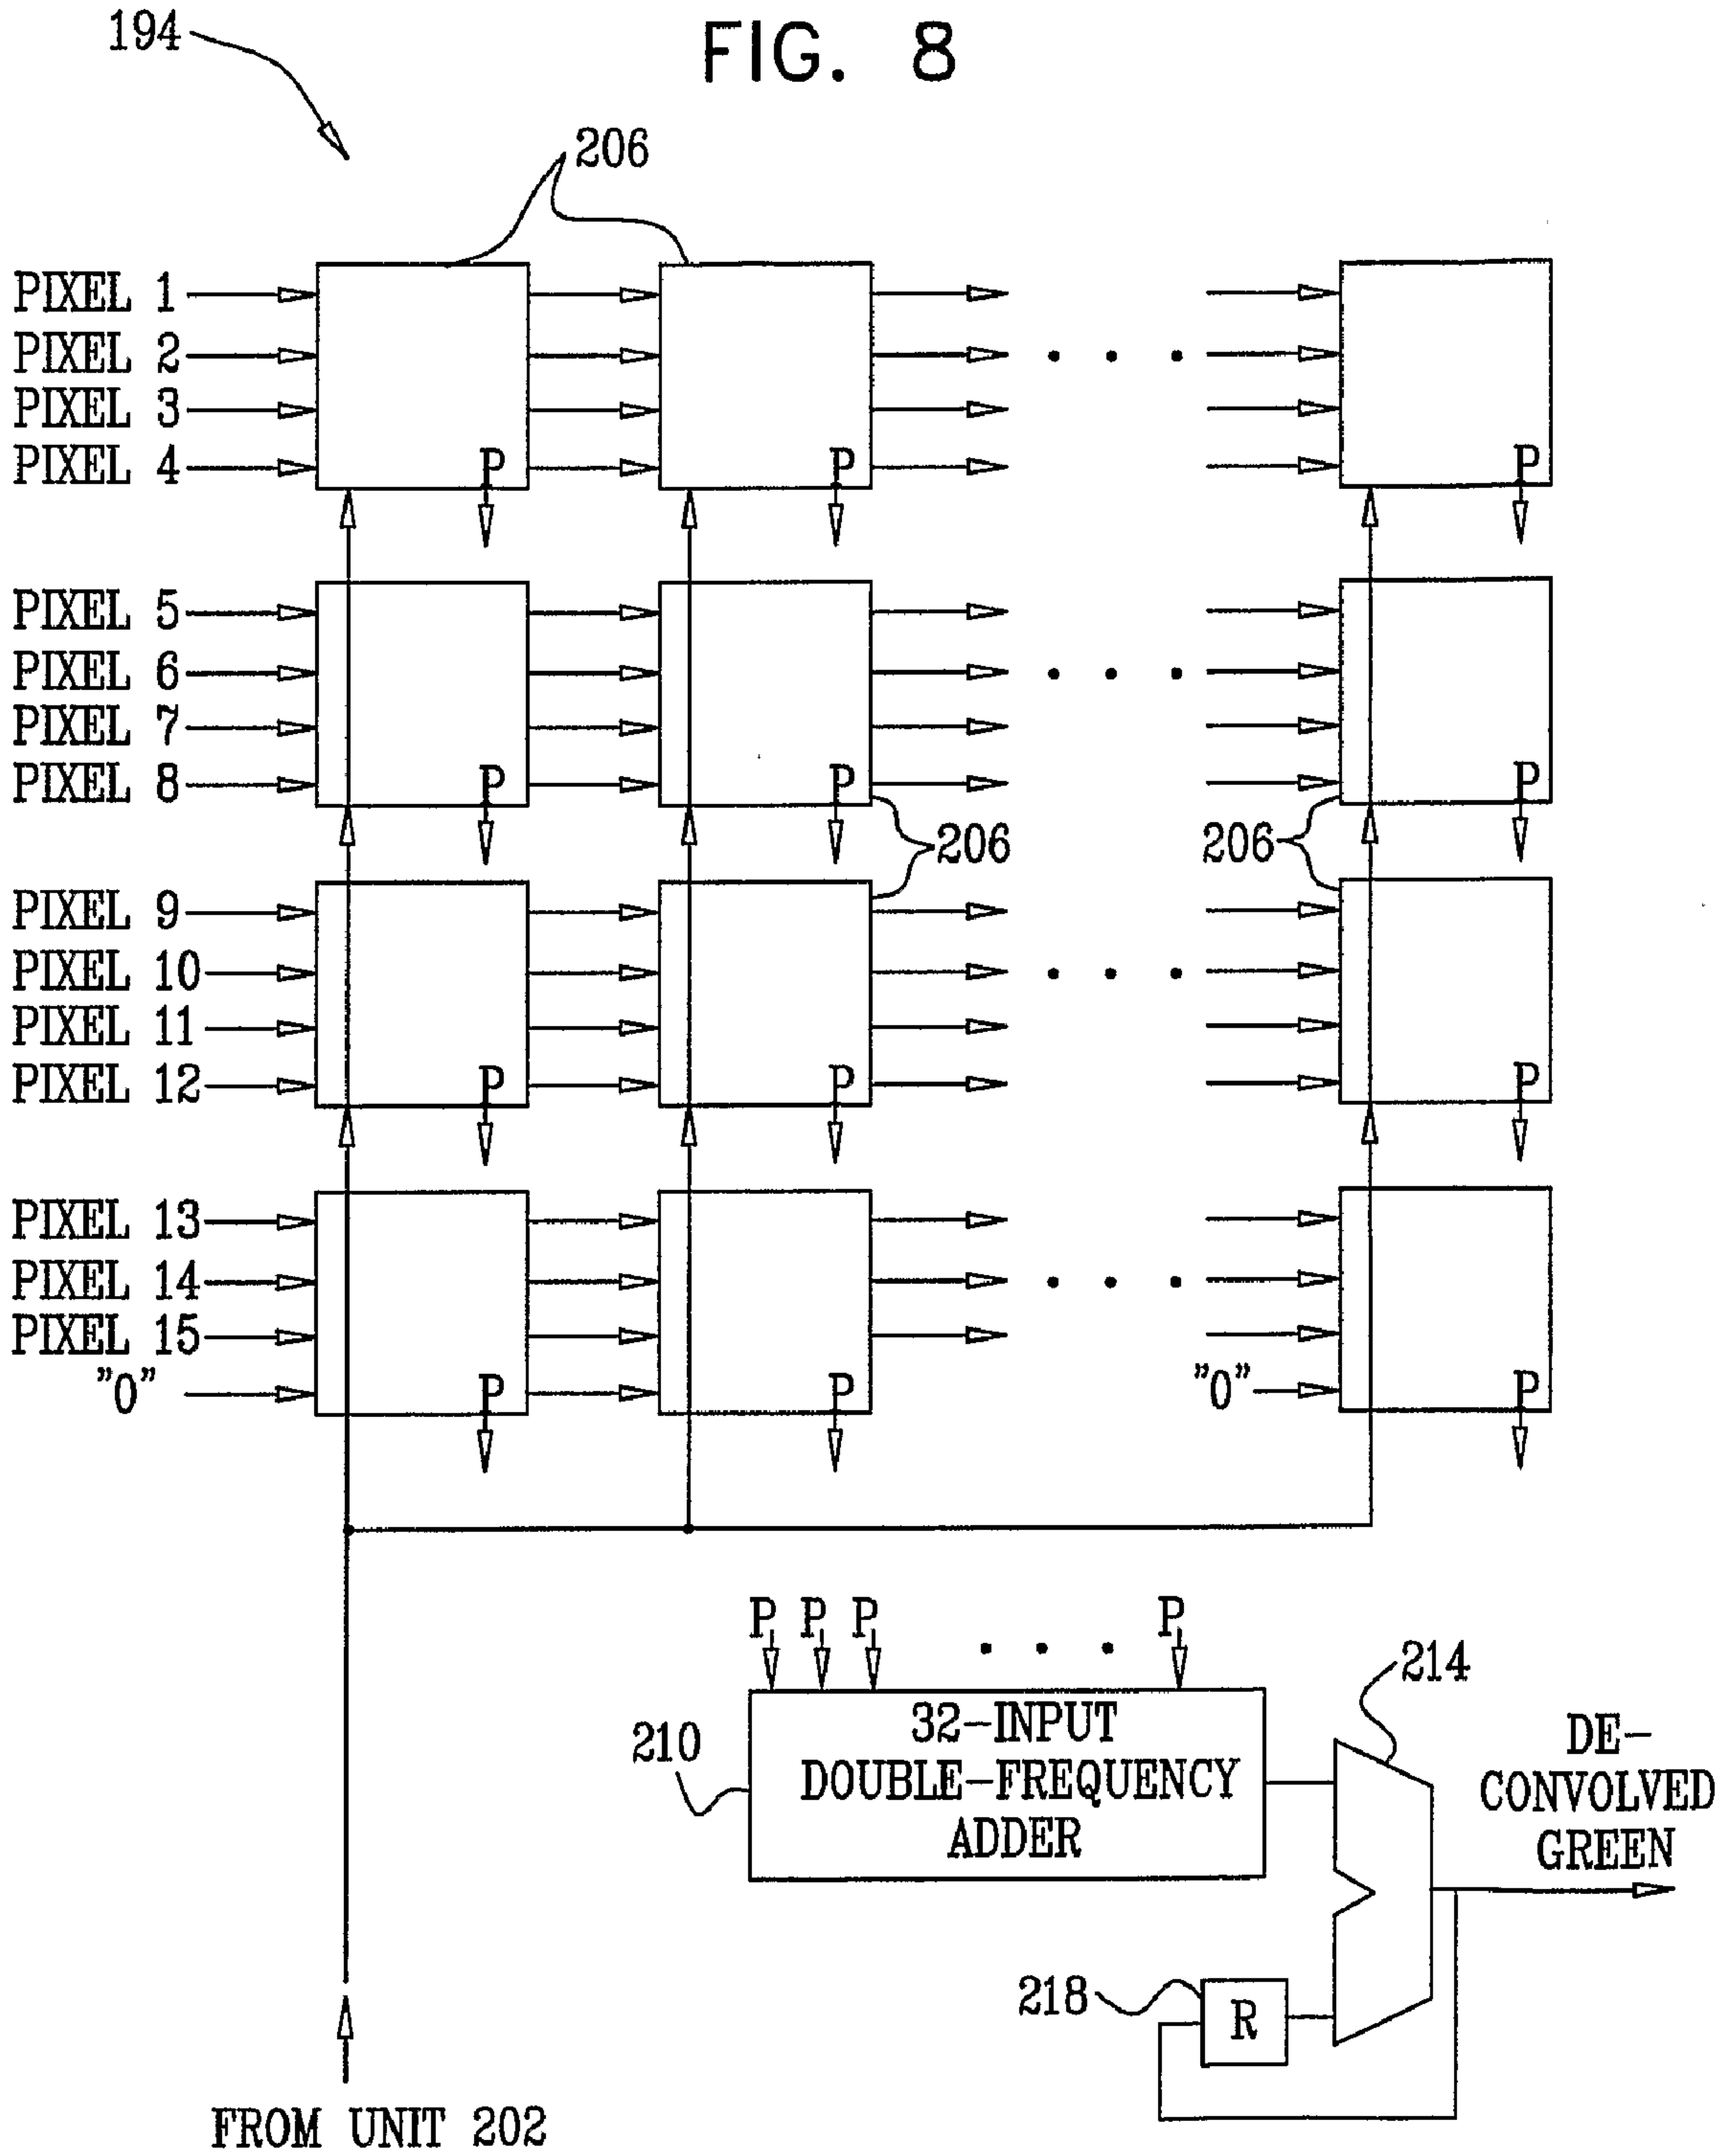 FIG. 8
194
206
PIXEL 1
PIXEL 2
PIXEL 3
PIXEL 4
P
P
P
PIXEL 5
PIXEL 6
PIXEL 7
PIXEL 8
P
P
P
206
206
PIXEL 9
PIXEL 10
PIXEL 11
PIXEL 12
P
P
P
PIXEL 13
PIXEL 14
PIXEL 15
"0"
P
P
"0"
P
P P P . . . P
210
32-INPUT
DOUBLE-FREQUENCY
ADDER
214
DE-
CONVOLVED
GREEN
218
R
FROM UNIT 202